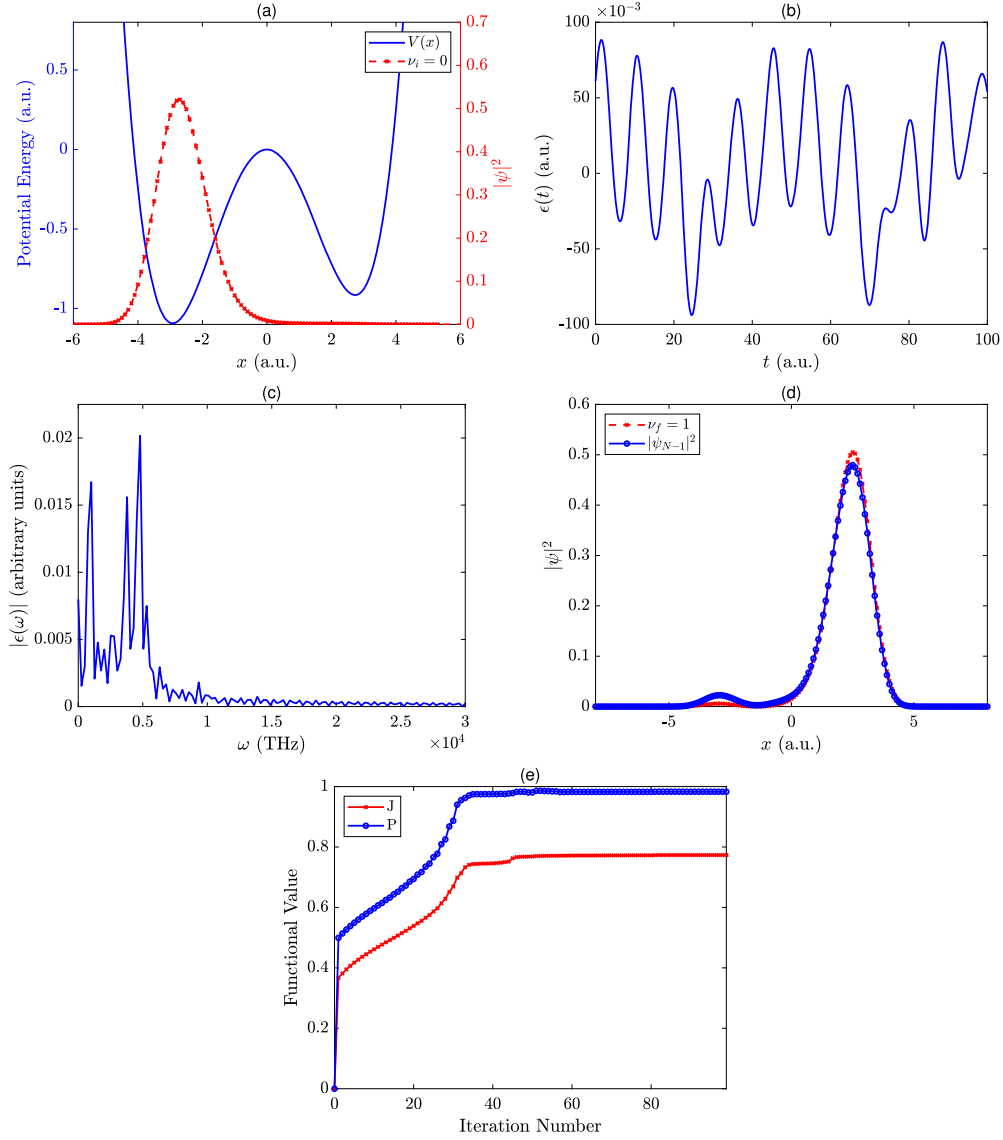 (a)
Potential Energy (a.u.)
0.5
0
-0.5
-1
-6 -4 -2 0 2 4 6
x (a.u.)
0.7
0.6
0.5
0.4
0.3
0.2
0.1
0
|ψ|²
V(x)
ν_i = 0
(b)
100 ×10⁻³
50
0
-50
-100
ϵ(t) (a.u.)
0 20 40 60 80 100
t (a.u.)
(c)
|ϵ(ω)| (arbitrary units)
0.02
0.015
0.01
0.005
0
0 0.5 1 1.5 2 2.5 3
×10⁴
ω (THz)
(d)
|ψ|²
0.6
0.5
0.4
0.3
0.2
0.1
0
-5 0 5
x (a.u.)
ν_f = 1
|ψ_{N−1}|²
(e)
Functional Value
1
0.8
0.6
0.4
0.2
0
0 20 40 60 80
Iteration Number
J
P